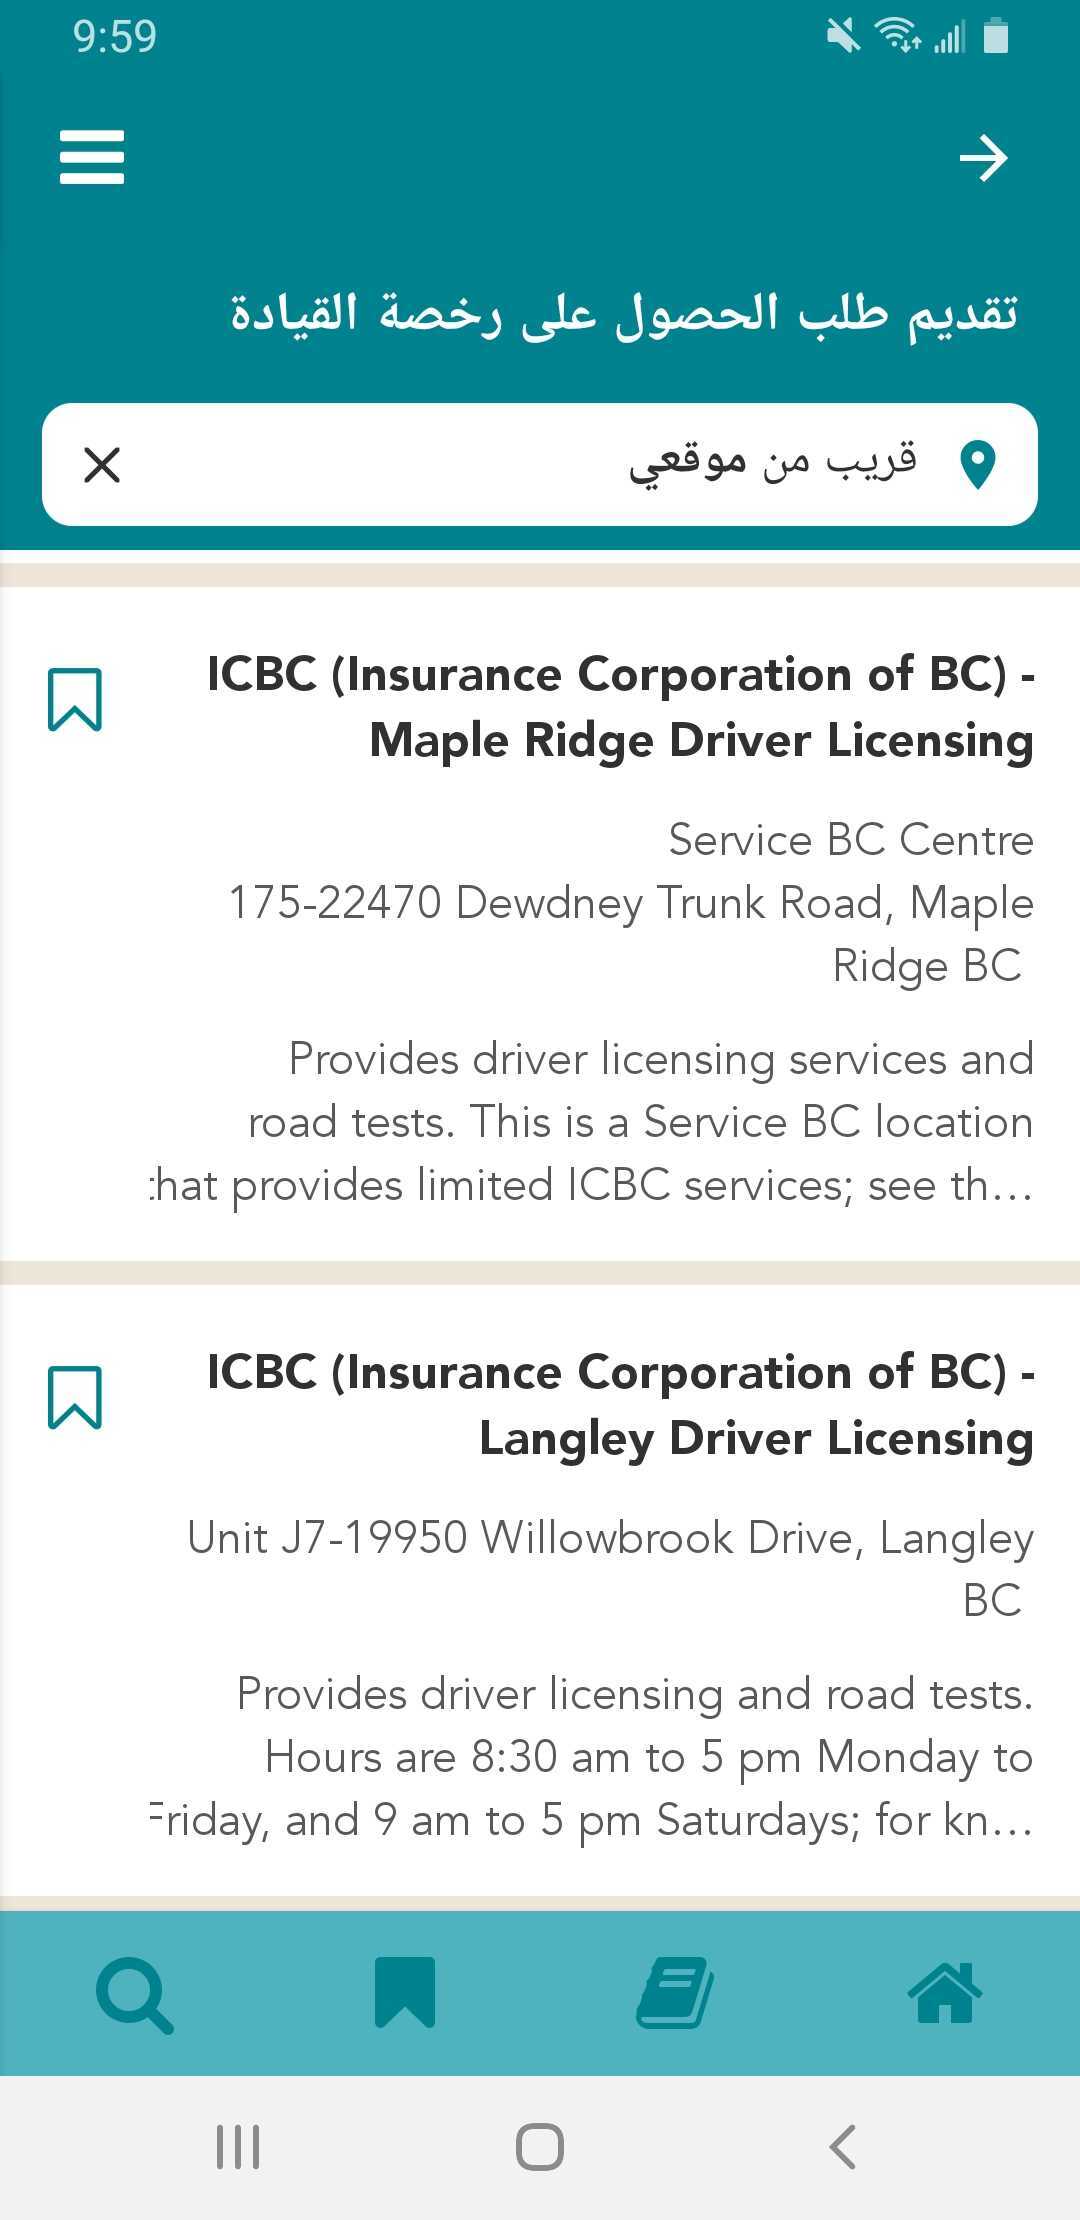 9:59
تقديم طلب الحصول على رخصة القيادة
قريب من موقعي
ICBC (Insurance Corporation of BC) -
Maple Ridge Driver Licensing
Service BC Centre
175-22470 Dewdney Trunk Road, Maple
Ridge BC
Provides driver licensing services and
road tests. This is a Service BC location
that provides limited ICBC services; see th...
ICBC (Insurance Corporation of BC) -
Langley Driver Licensing
Unit J7-19950 Willowbrook Drive, Langley
BC
Provides driver licensing and road tests.
Hours are 8:30 am to 5 pm Monday to
Friday, and 9 am to 5 pm Saturdays; for kn...